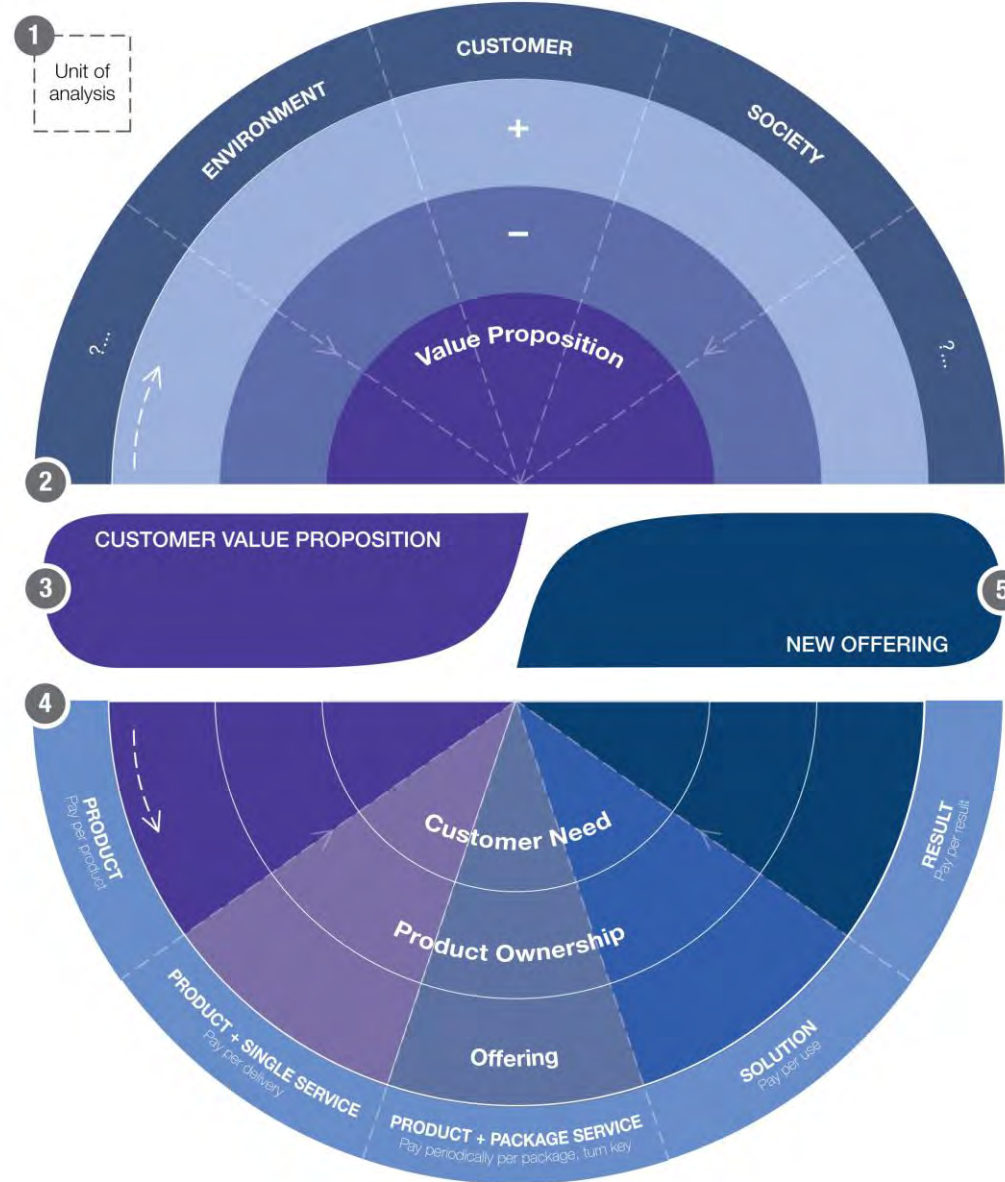 1
Unit of
analysis
ENVIRONMENT
CUSTOMER
SOCIETY
+
−
?...
Value Proposition
?...
2
CUSTOMER VALUE PROPOSITION
3
5
NEW OFFERING
4
PRODUCT
Pay per product
Customer Need
RESULT
Pay per result
Product Ownership
PRODUCT + SINGLE SERVICE
Pay per delivery
Offering
SOLUTION
Pay per use
PRODUCT + PACKAGE SERVICE
Pay periodically per package, turn key